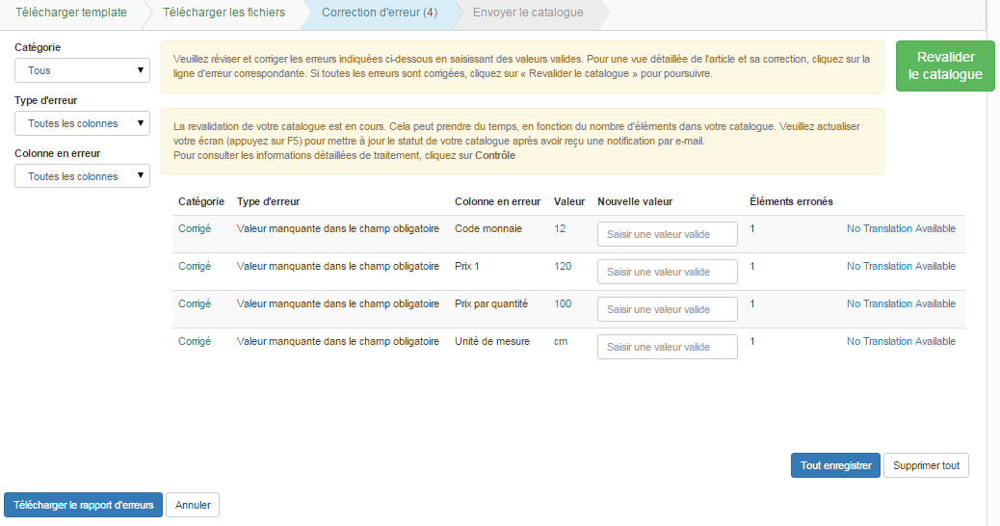 Télécharger template
Télécharger les fichiers
Correction d'erreur (4)
Envoyer le catalogue
Catégorie
Tous
Type d'erreur
Toutes les colonnes
Colonne en erreur
Toutes les colonnes
Veuillez réviser et corriger les erreurs indiquées ci-dessous en saisissant des valeurs valides. Pour une vue détaillée de l'article et sa correction, cliquez sur la
ligne d'erreur correspondante. Si toutes les erreurs sont corrigées, cliquez sur « Revalider le catalogue » pour poursuivre.
Revalider
le catalogue
La revalidation de votre catalogue est en cours. Cela peut prendre du temps, en fonction du nombre d'éléments dans votre catalogue. Veuillez actualiser
votre écran (appuyez sur F5) pour mettre à jour le statut de votre catalogue après avoir reçu une notification par e-mail.
Pour consulter les informations détaillées de traitement, cliquez sur Contrôle
Catégorie Type d'erreur Colonne en erreur Valeur Nouvelle valeur Éléments erronés
Corrigé Valeur manquante dans le champ obligatoire Code monnaie 12 Saisir une valeur valide 1 No Translation Available
Corrigé Valeur manquante dans le champ obligatoire Prix 1 120 Saisir une valeur valide 1 No Translation Available
Corrigé Valeur manquante dans le champ obligatoire Prix par quantité 100 Saisir une valeur valide 1 No Translation Available
Corrigé Valeur manquante dans le champ obligatoire Unité de mesure cm Saisir une valeur valide 1 No Translation Available
Tout enregistrer Supprimer tout
Télécharger le rapport d'erreurs Annuler